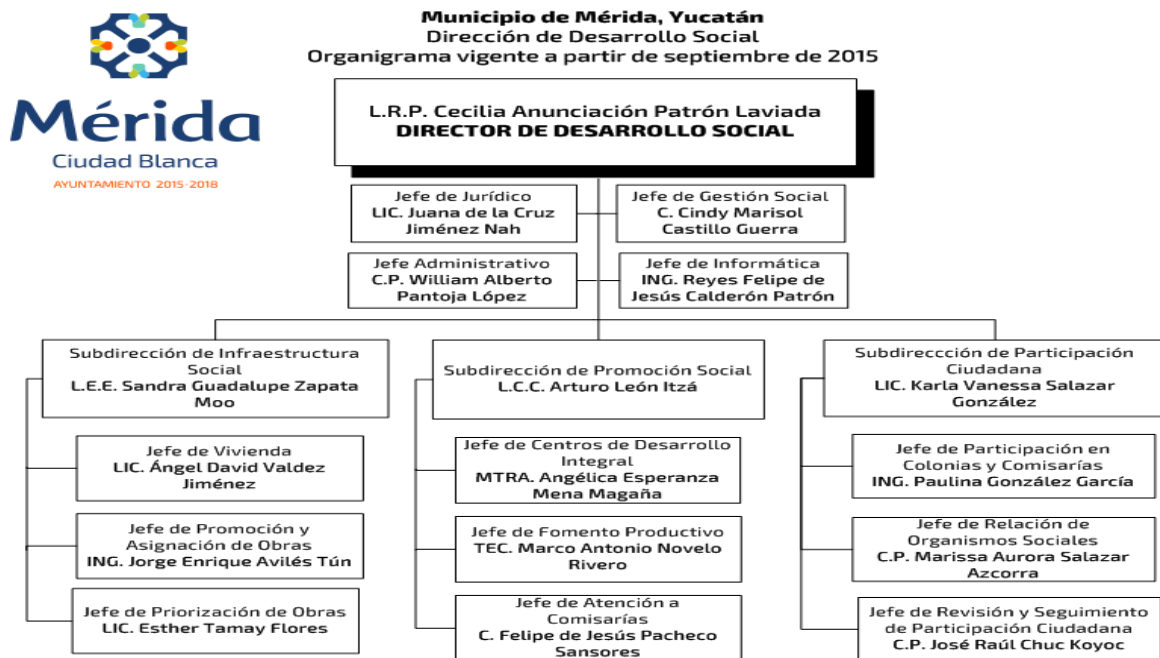 Mérida
Ciudad Blanca
AYUNTAMIENTO 2015-2018
Municipio de Mérida, Yucatán
Dirección de Desarrollo Social
Organigrama vigente a partir de septiembre de 2015
L.R.P. Cecilia Anunciación Patrón Laviada
DIRECTOR DE DESARROLLO SOCIAL
Jefe de Jurídico
LIC. Juana de la Cruz
Jiménez Nah
Jefe de Gestión Social
C. Cindy Marisol
Castillo Guerra
Jefe Administrativo
C.P. William Alberto
Pantoja López
Jefe de Informática
ING. Reyes Felipe de
Jesús Calderón Patrón
Subdirección de Infraestructura
Social
L.E.E. Sandra Guadalupe Zapata
Moo
Jefe de Vivienda
LIC. Ángel David Valdez
Jiménez
Jefe de Promoción y
Asignación de Obras
ING. Jorge Enrique Avilés Tún
Jefe de Priorización de Obras
LIC. Esther Tamay Flores
Subdirección de Promoción Social
L.C.C. Arturo León Itzá
Jefe de Centros de Desarrollo
Integral
MTRA. Angélica Esperanza
Mena Magaña
Jefe de Fomento Productivo
TEC. Marco Antonio Novelo
Rivero
Jefe de Atención a
Comisarías
C. Felipe de Jesús Pacheco
Sansores
Subdireccción de Participación
Ciudadana
LIC. Karla Vanessa Salazar
González
Jefe de Participación en
Colonias y Comisarías
ING. Paulina González García
Jefe de Relación de
Organismos Sociales
C.P. Marissa Aurora Salazar
Azcorra
Jefe de Revisión y Seguimiento
de Participación Ciudadana
C.P. José Raúl Chuc Koyoc